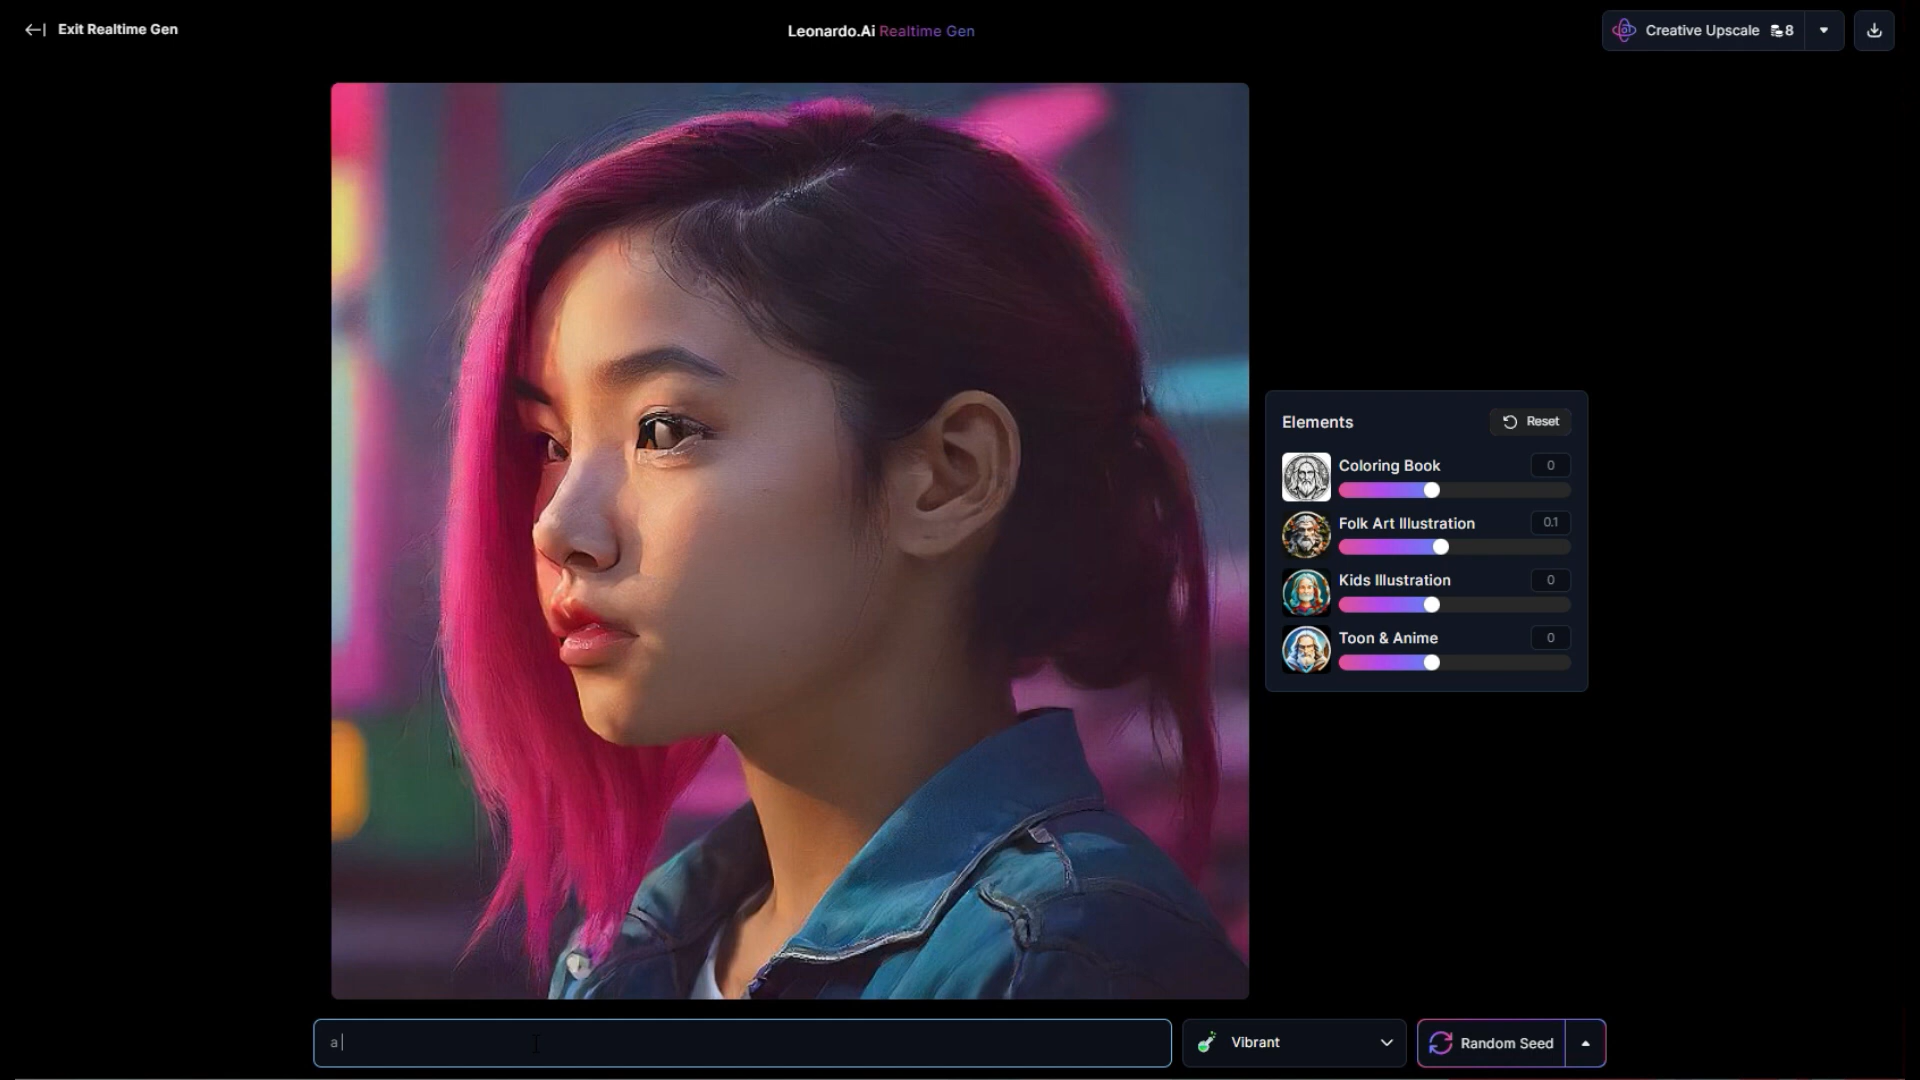 Exit Realtime Gen
Leonardo.Ai Realtime Gen
Creative Upscale 8
Elements
Reset
Coloring Book 0
Folk Art Illustration 0.1
Kids Illustration 0
Toon & Anime 0
a
Vibrant
Random Seed